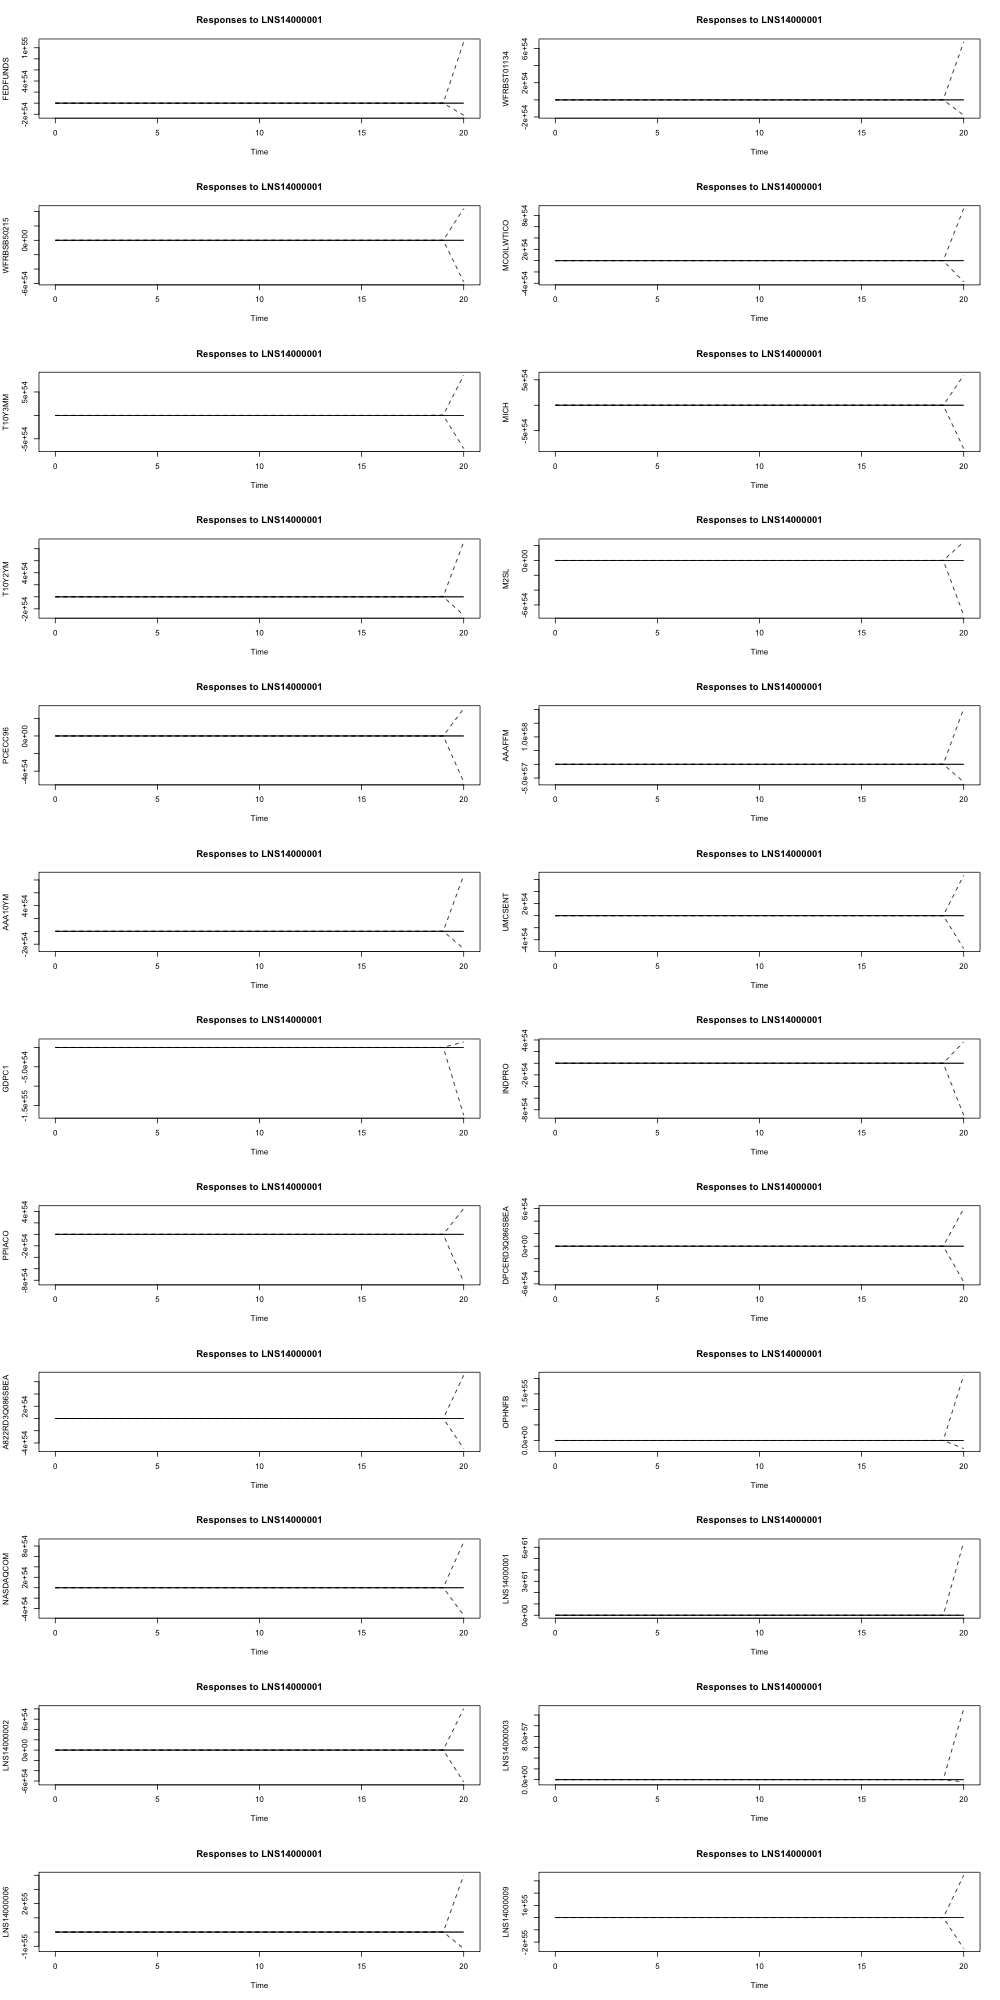 Responses to LNS14000001
FEDFUNDS
-2e+54 4e+54 1e+55
0 5 10 15 20
Time
Responses to LNS14000001
WFRBST01134
-2e+54 2e+54 6e+54
0 5 10 15 20
Time
Responses to LNS14000001
WFRBSB50215
-6e+54 0e+00
0 5 10 15 20
Time
Responses to LNS14000001
MCOILWTICO
-4e+54 2e+54 8e+54
0 5 10 15 20
Time
Responses to LNS14000001
T10Y3MM
-5e+54 5e+54
0 5 10 15 20
Time
Responses to LNS14000001
MICH
-5e+54 5e+54
0 5 10 15 20
Time
Responses to LNS14000001
T10Y2YM
-2e+54 4e+54
0 5 10 15 20
Time
Responses to LNS14000001
M2SL
-6e+54 0e+00
0 5 10 15 20
Time
Responses to LNS14000001
PCECC96
-4e+54 0e+00
0 5 10 15 20
Time
Responses to LNS14000001
AAAFFM
-5.0e+57 1.0e+58
0 5 10 15 20
Time
Responses to LNS14000001
AAA10YM
-2e+54 4e+54
0 5 10 15 20
Time
Responses to LNS14000001
UMCSENT
-4e+54 2e+54
0 5 10 15 20
Time
Responses to LNS14000001
GDPC1
-1.5e+55 -5.0e+54
0 5 10 15 20
Time
Responses to LNS14000001
INDPRO
-8e+54 -2e+54 4e+54
0 5 10 15 20
Time
Responses to LNS14000001
PPIACO
-8e+54 -2e+54 4e+54
0 5 10 15 20
Time
Responses to LNS14000001
DPCERD3Q086SBEA
-6e+54 0e+00 6e+54
0 5 10 15 20
Time
Responses to LNS14000001
A822RD3Q086SBEA
-4e+54 2e+54
0 5 10 15 20
Time
Responses to LNS14000001
OPHNFB
0.0e+00 1.5e+55
0 5 10 15 20
Time
Responses to LNS14000001
NASDAQCOM
-4e+54 2e+54 8e+54
0 5 10 15 20
Time
Responses to LNS14000001
LNS14000001
0e+00 3e+61 6e+61
0 5 10 15 20
Time
Responses to LNS14000001
LNS14000002
-6e+54 0e+00 6e+54
0 5 10 15 20
Time
Responses to LNS14000001
LNS14000003
0.0e+00 8.0e+57
0 5 10 15 20
Time
Responses to LNS14000001
LNS14000006
-1e+55 2e+55
0 5 10 15 20
Time
Responses to LNS14000001
LNS14000009
-2e+55 1e+55
0 5 10 15 20
Time